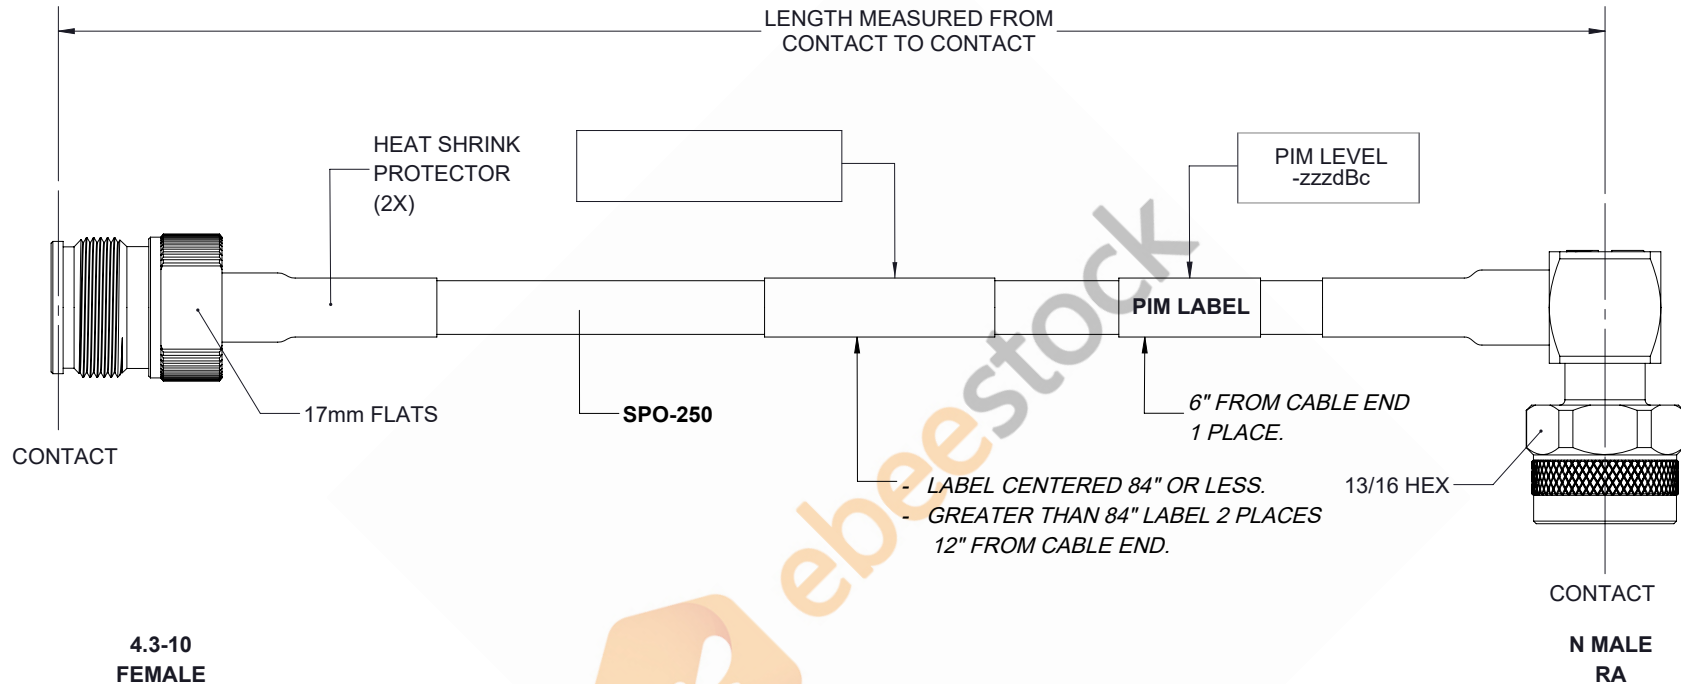 LENGTH MEASURED FROM
CONTACT TO CONTACT
HEAT SHRINK
PROTECTOR
(2X)
PIM LEVEL
-zzzdBc
PIM LABEL
17mm FLATS
SPO-250
6" FROM CABLE END
1 PLACE.
CONTACT
- LABEL CENTERED 84" OR LESS.
- GREATER THAN 84" LABEL 2 PLACES
12" FROM CABLE END.
13/16 HEX
CONTACT
4.3-10
FEMALE
N MALE
RA
ebeestock